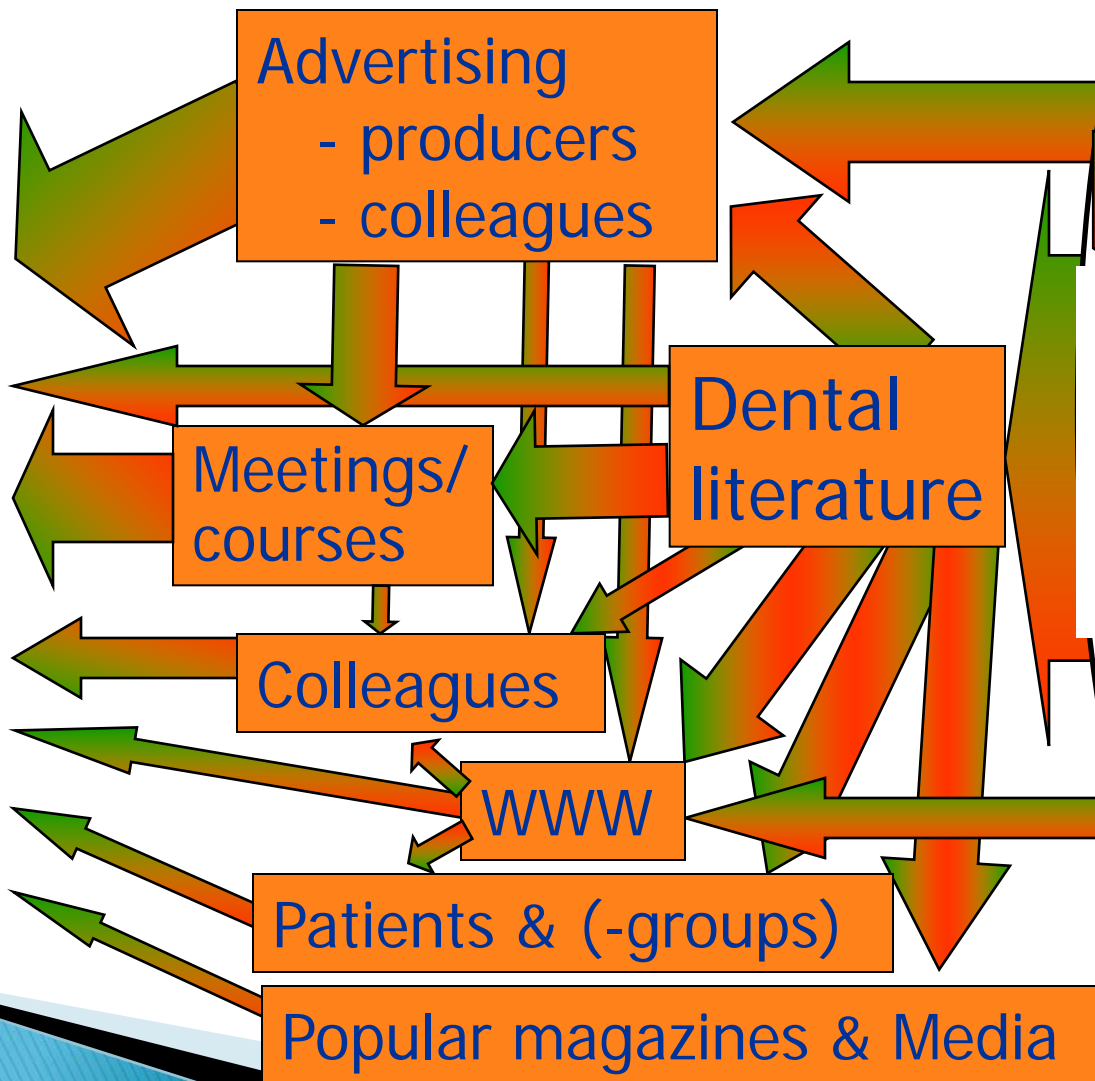 Advertising
- producers
- colleagues
Dental
literature
Meetings/
courses
Colleagues
WWW
Patients & (-groups)
Popular magazines & Media